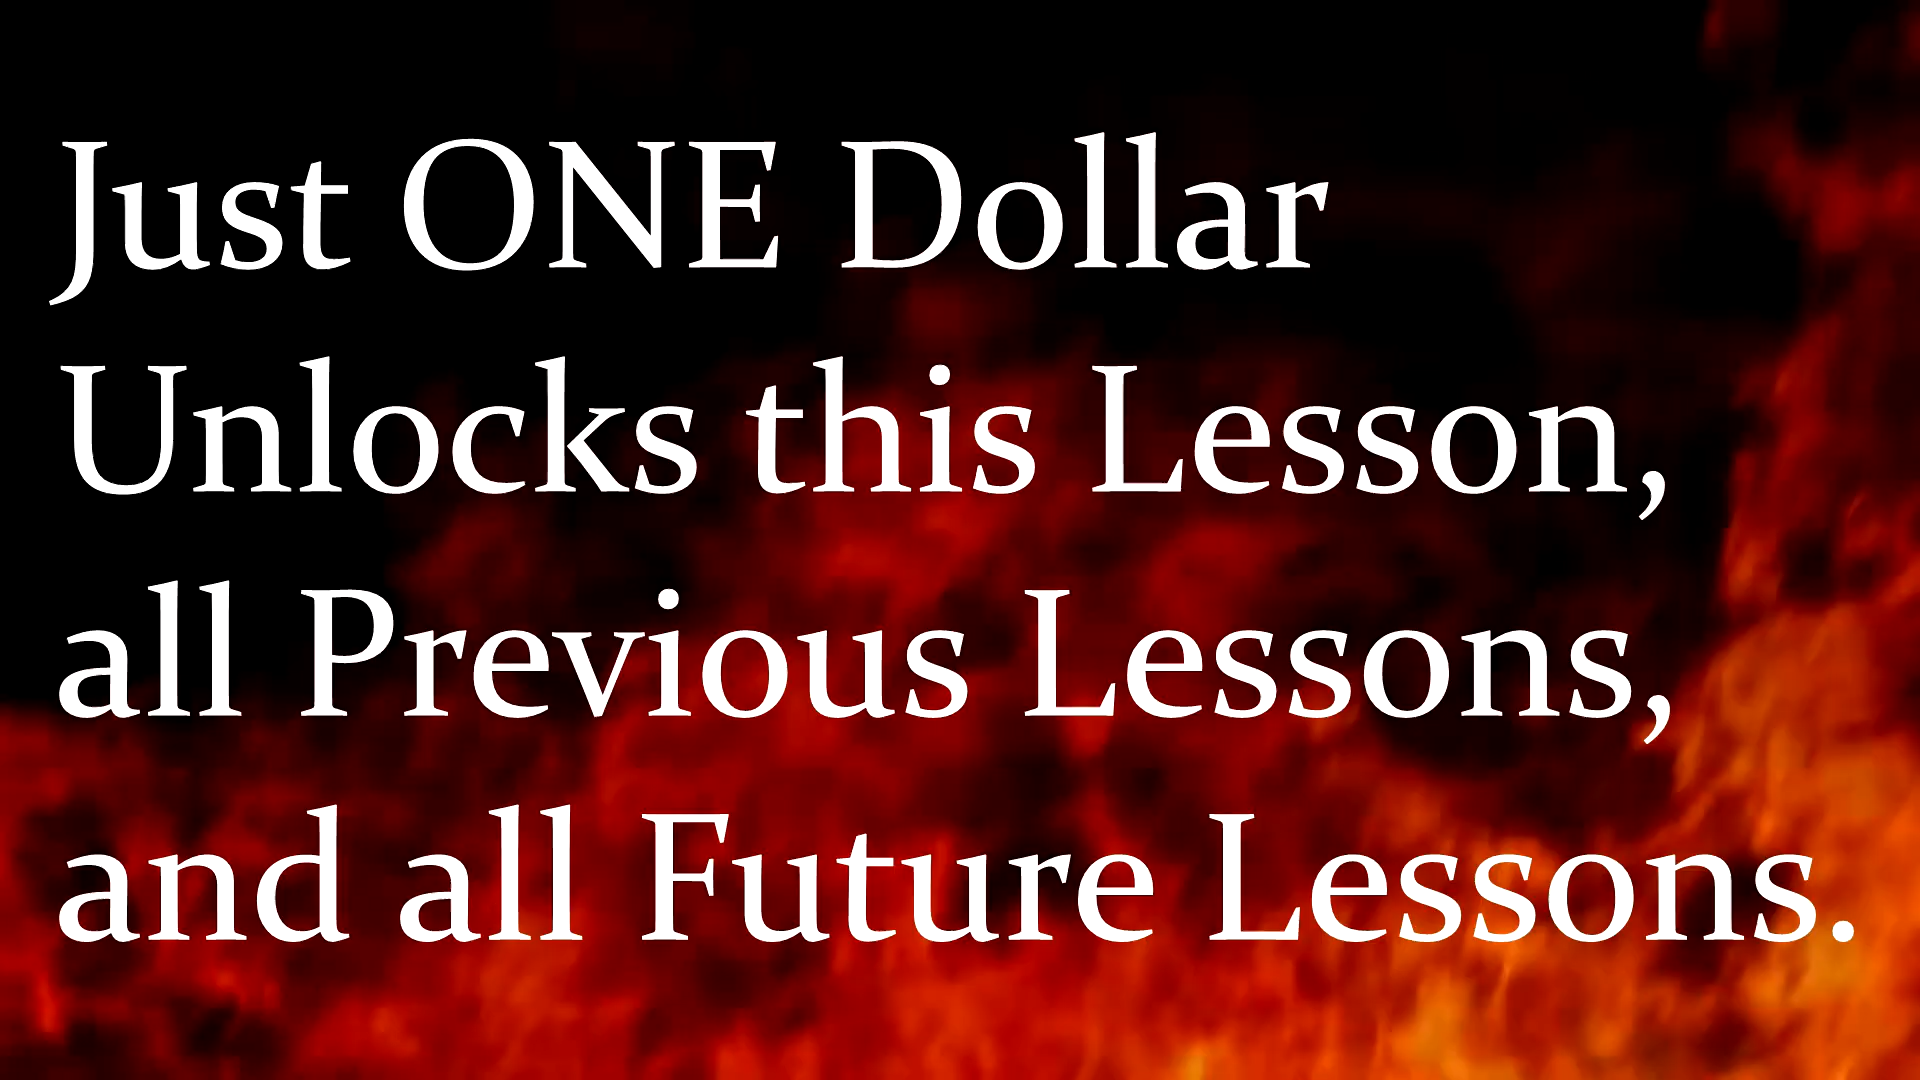 Just ONE Dollar
Unlocks this Lesson,
all Previous Lessons,
and all Future Lessons.